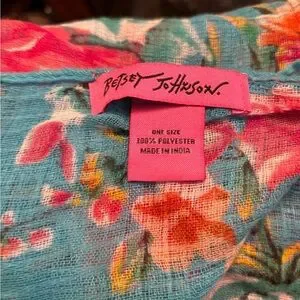 BETSEY JOHNSON.
ONE SIZE
100% POLYESTER
MADE IN INDIA